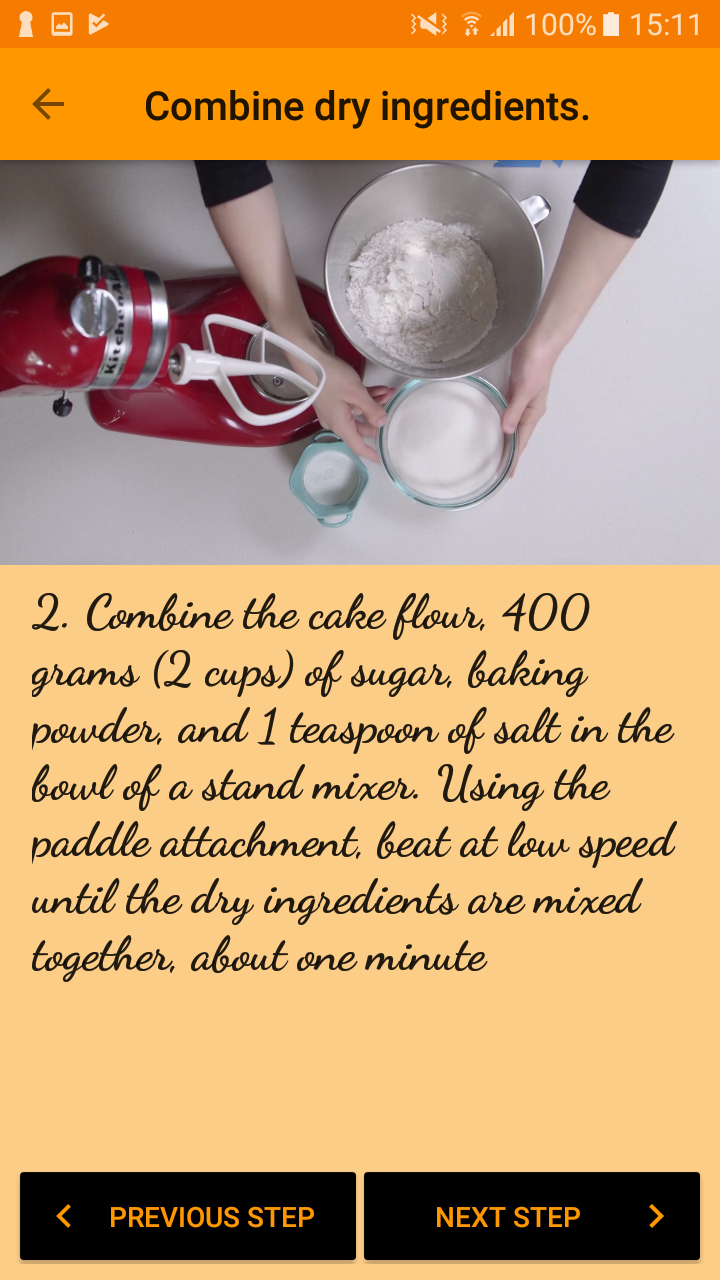 100% 15:11
Combine dry ingredients.
KitchenAid
2. Combine the cake flour, 400
grams (2 cups) of sugar, baking
powder, and 1 teaspoon of salt in the
bowl of a stand mixer. Using the
paddle attachment, beat at low speed
until the dry ingredients are mixed
together, about one minute
PREVIOUS STEP NEXT STEP